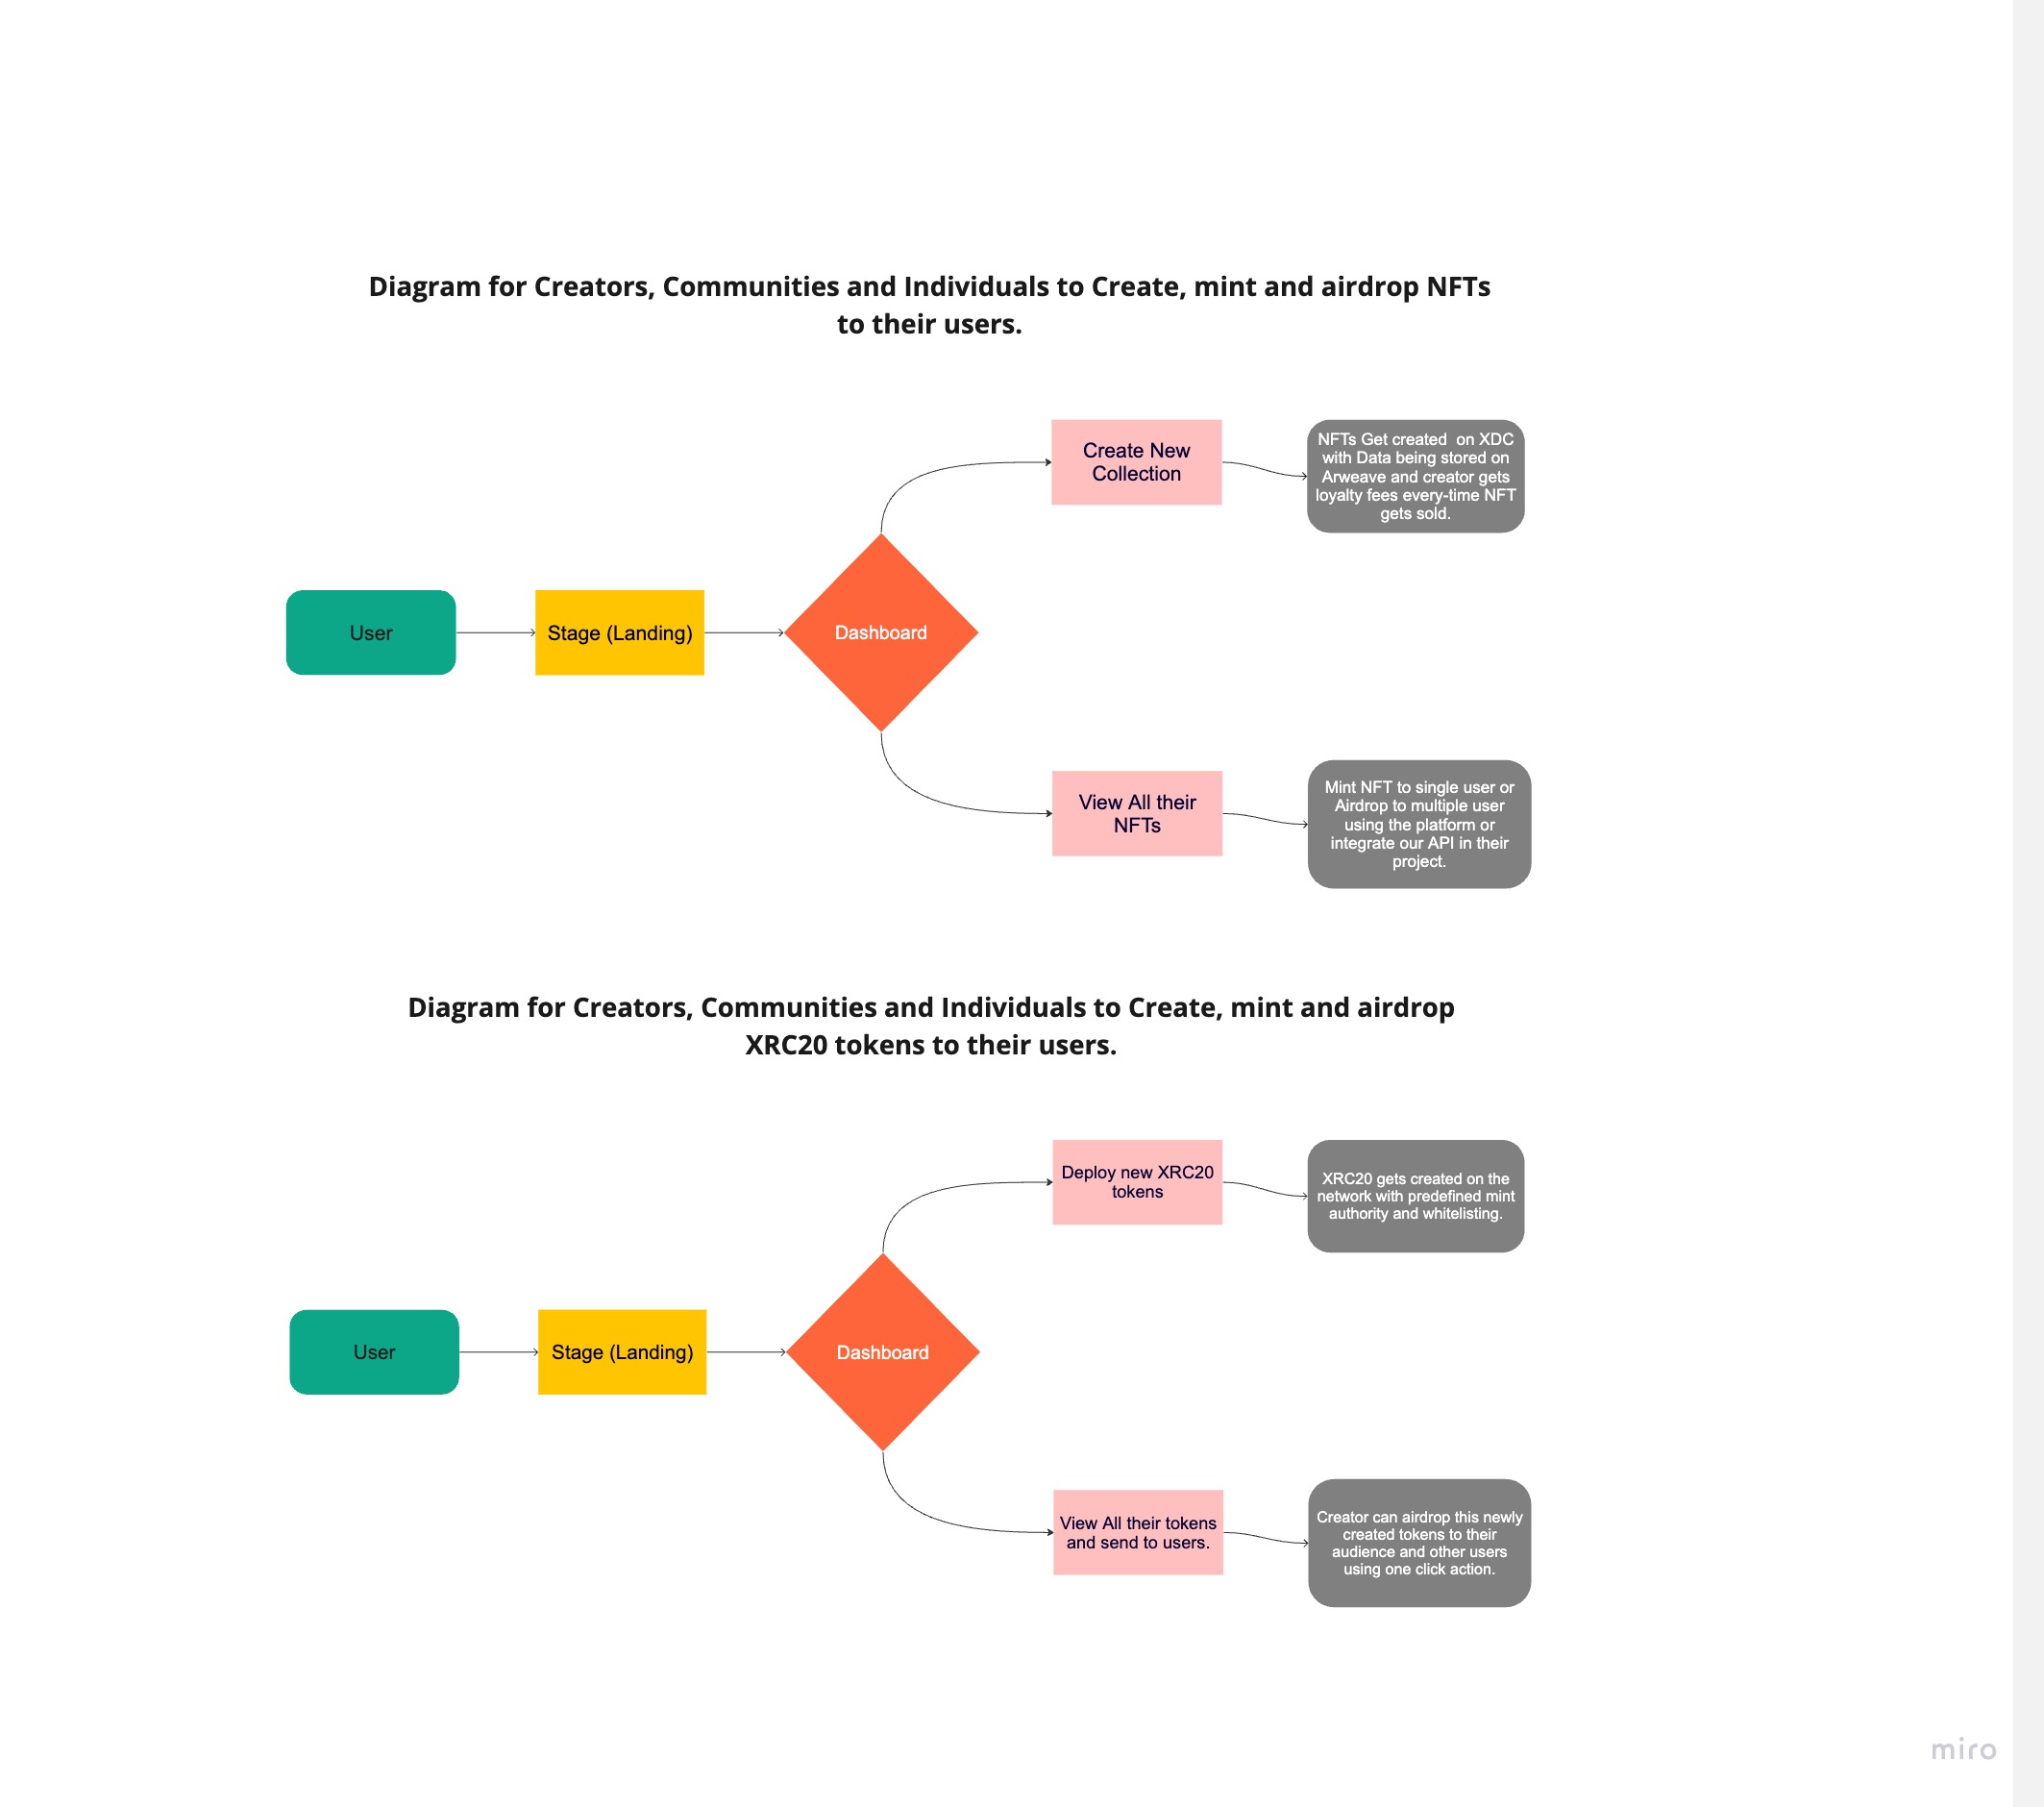 Diagram for Creators, Communities and Individuals to Create, mint and airdrop NFTs
to their users.
Create New
Collection
NFTs Get created  on XDC
with Data being stored on
Arweave and creator gets
loyalty fees every-time NFT
gets sold.
User
Stage (Landing)
Dashboard
View All their
NFTs
Mint NFT to single user or
Airdrop to multiple user
using the platform or
integrate our API in their
project.
Diagram for Creators, Communities and Individuals to Create, mint and airdrop
XRC20 tokens to their users.
Deploy new XRC20
tokens
XRC20 gets created on the
network with predefined mint
authority and whitelisting.
User
Stage (Landing)
Dashboard
View All their tokens
and send to users.
Creator can airdrop this newly
created tokens to their
audience and other users
using one click action.
miro